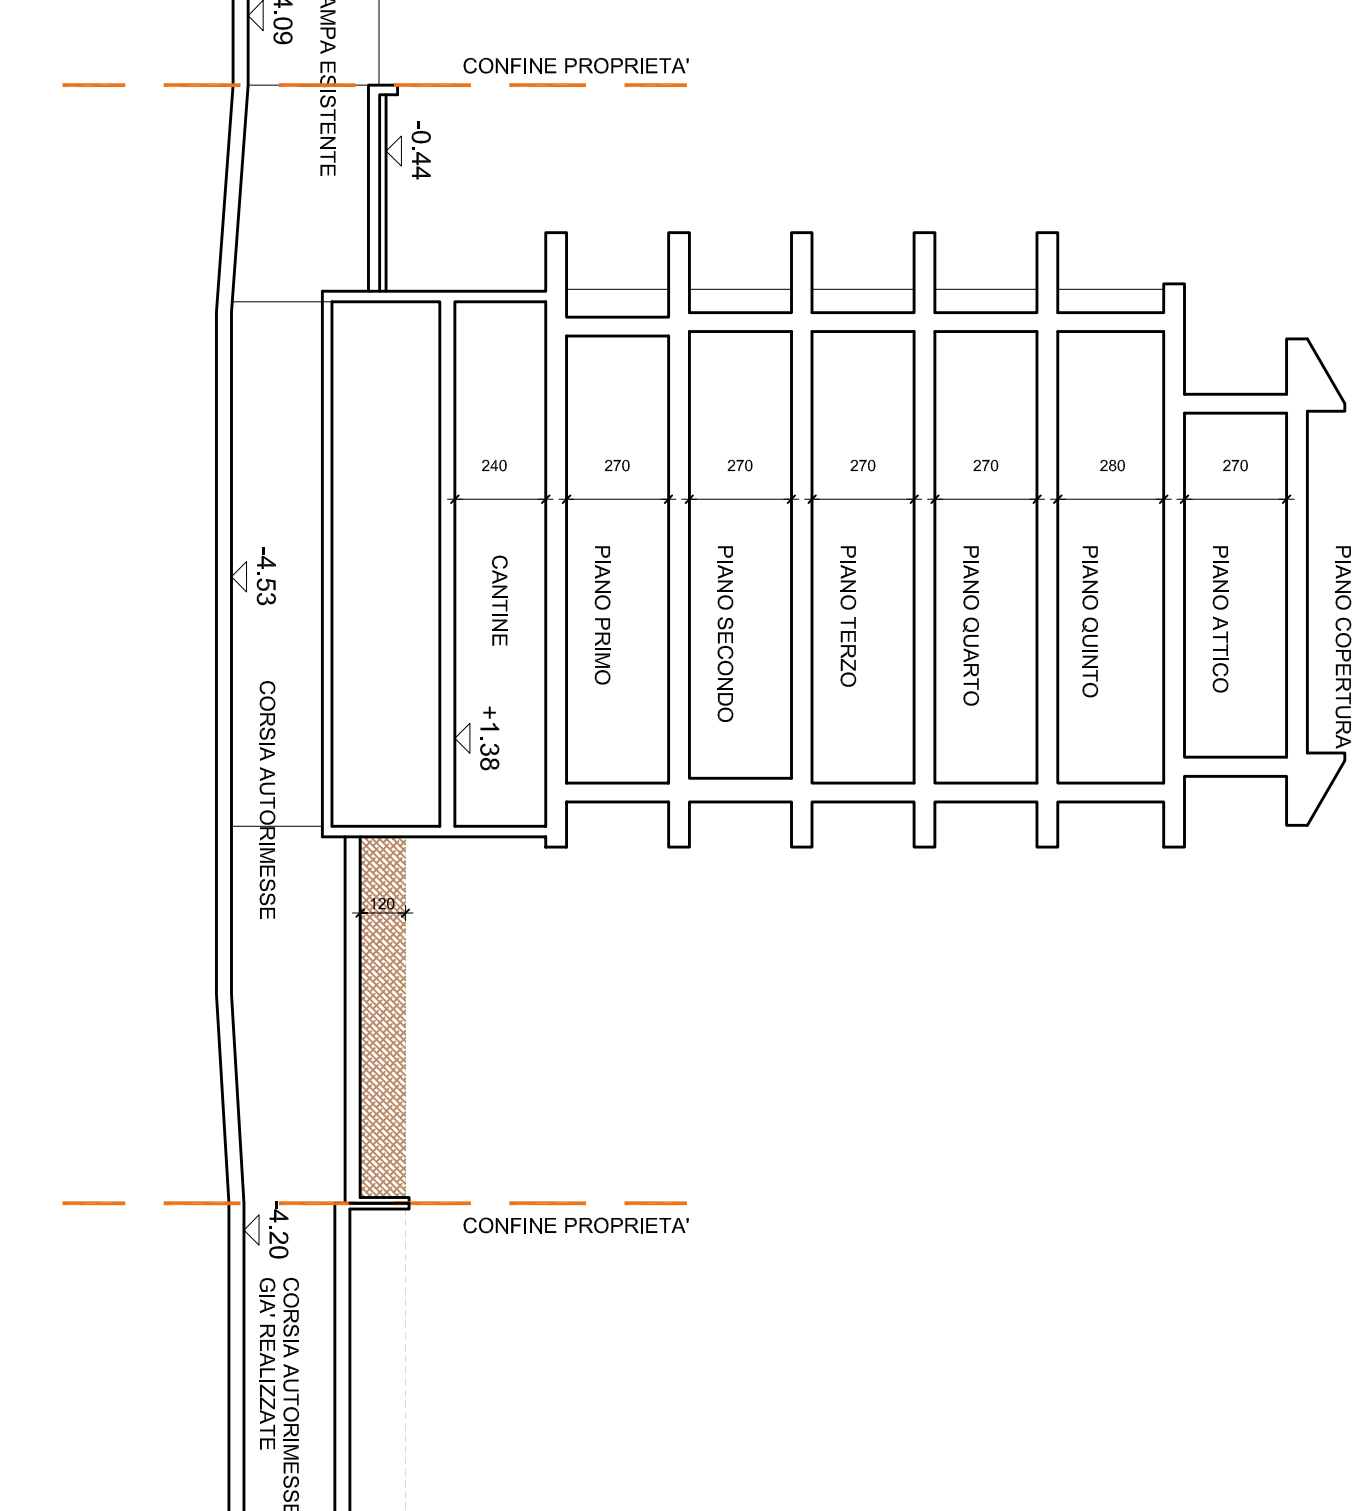 4.09
AMPA ESISTENTE
CONFINE PROPRIETA'
-0.44
240
270
270
270
270
280
270
CANTINE
PIANO PRIMO
PIANO SECONDO
PIANO TERZO
PIANO QUARTO
PIANO QUINTO
PIANO ATTICO
PIANO COPERTURA
-4.53
+1.38
CORSIA AUTORIMESSE
120
CONFINE PROPRIETA'
-4.20
CORSIA AUTORIMESSE
GIA' REALIZZATE